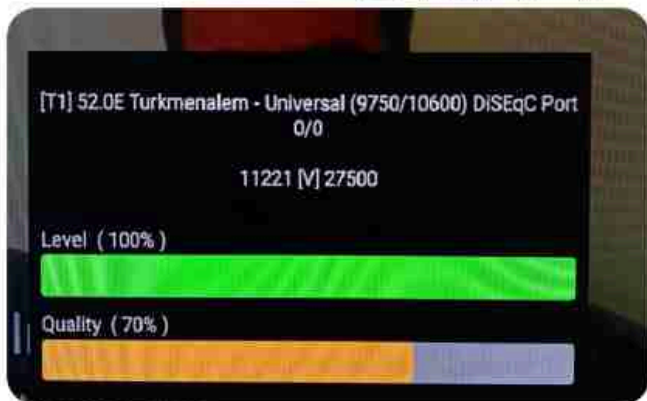 [T1] 52.0E Turkmenalem - Universal (9750/10600) DiSEqC Port
0/0
11221 [V] 27500
Level ( 100% )
Quality ( 70% )